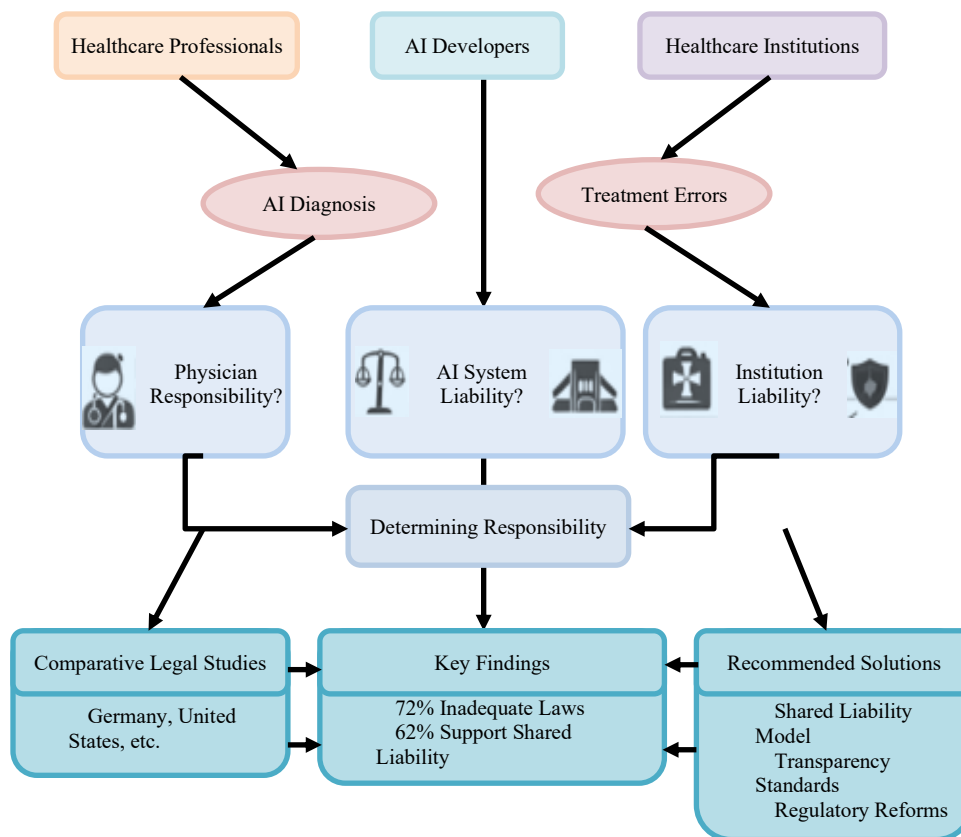 Healthcare Professionals
AI Developers
Healthcare Institutions
AI Diagnosis
Treatment Errors
Physician
Responsibility?
AI System
Liability?
Institution
Liability?
Determining Responsibility
Comparative Legal Studies
Germany, United
States, etc.
Key Findings
72% Inadequate Laws
62% Support Shared
Liability
Recommended Solutions
Shared Liability
Model
Transparency
Standards
Regulatory Reforms